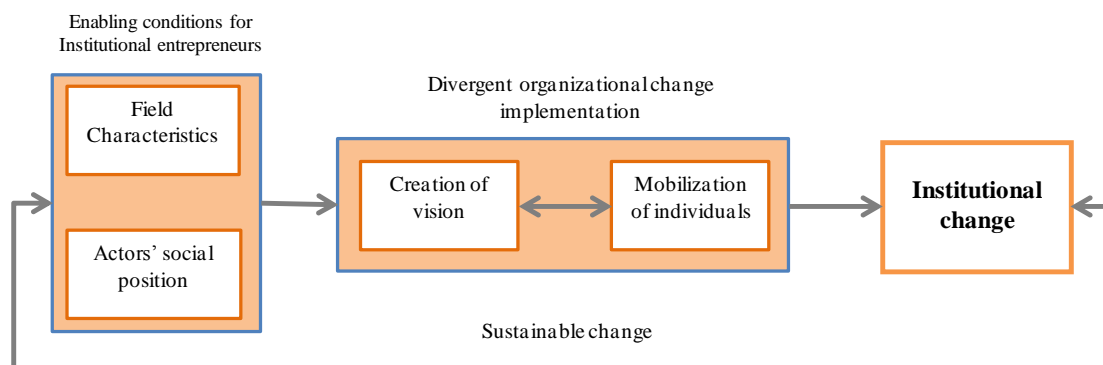 Enabling conditions for
Institutional entrepreneurs
Field
Characteristics
Actors' social
position
Divergent organizational change
implementation
Creation of
vision
Mobilization
of individuals
Institutional
change
Sustainable change